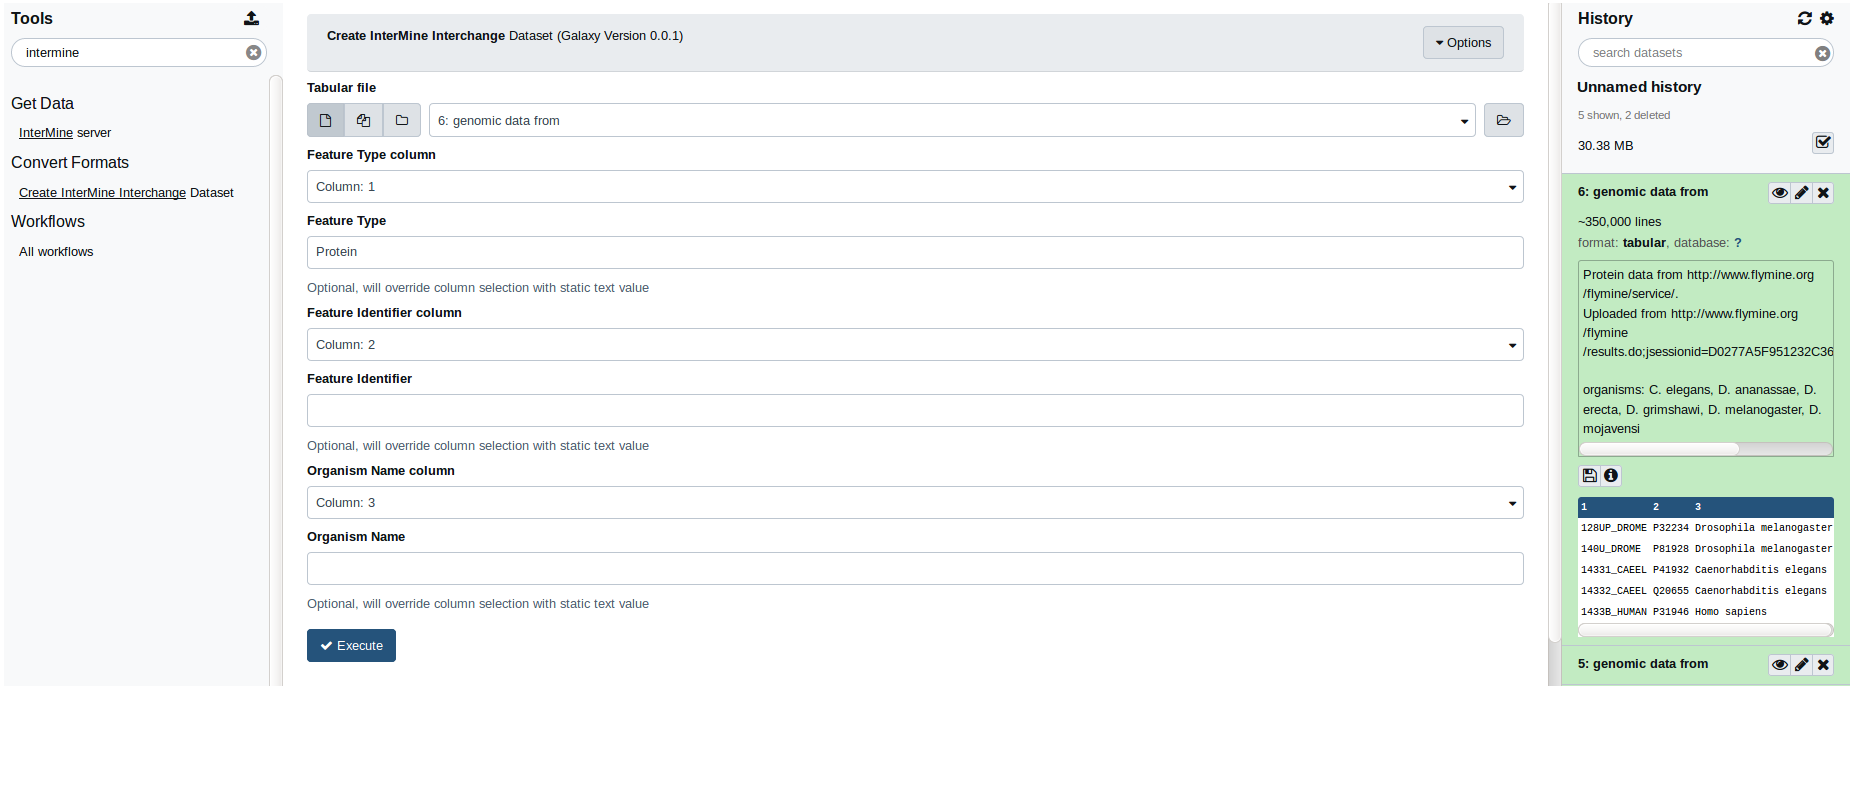 Tools
intermine
Get Data
InterMine server
Convert Formats
Create InterMine Interchange Dataset
Workflows
All workflows
Create InterMine Interchange Dataset (Galaxy Version 0.0.1)
Options
Tabular file
6: genomic data from
Feature Type column
Column: 1
Feature Type
Protein
Optional, will override column selection with static text value
Feature Identifier column
Column: 2
Feature Identifier
Optional, will override column selection with static text value
Organism Name column
Column: 3
Organism Name
Optional, will override column selection with static text value
Execute
History
search datasets
Unnamed history
5 shown, 2 deleted
30.38 MB
6: genomic data from
~350,000 lines
format: tabular, database: ?
Protein data from http://www.flymine.org
/flymine/service/.
Uploaded from http://www.flymine.org
/flymine
/results.do;jsessionid=D0277A5F951232C36
organisms: C. elegans, D. ananassae, D.
erecta, D. grimshawi, D. melanogaster, D.
mojavensi
1 2 3
128UP_DROME P32234 Drosophila melanogaster
140U_DROME P81928 Drosophila melanogaster
14331_CAEEL P41932 Caenorhabditis elegans
14332_CAEEL Q20655 Caenorhabditis elegans
1433B_HUMAN P31946 Homo sapiens
5: genomic data from